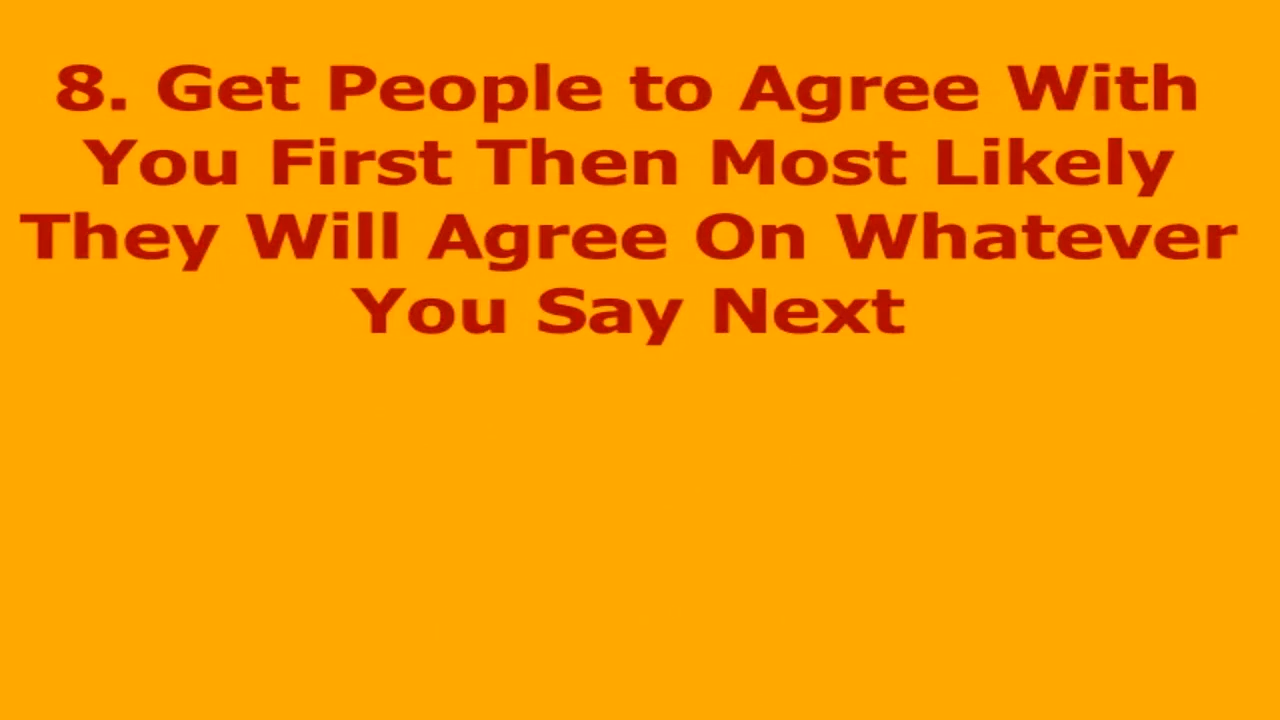 8. Get People to Agree With
You First Then Most Likely
They Will Agree On Whatever
You Say Next